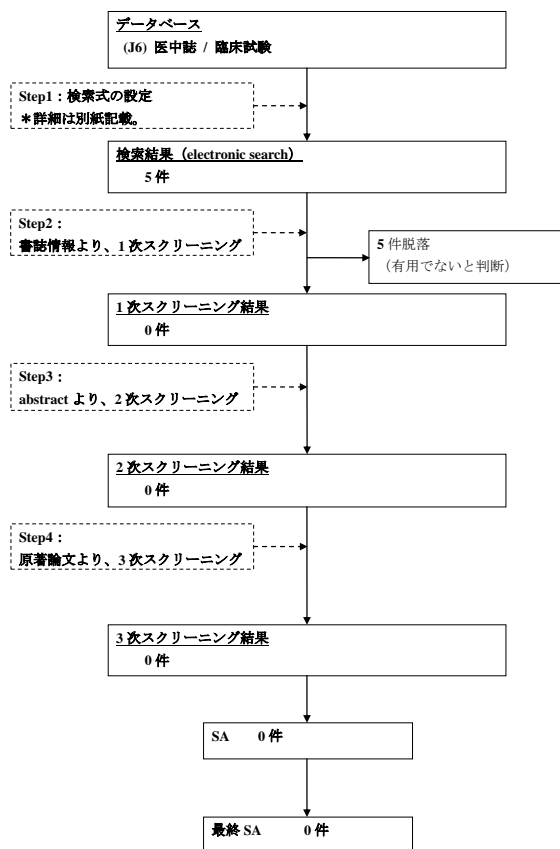 データベース
(J6) 医中誌 / 臨床試験
Step1：検索式の設定
＊詳細は別紙記載。
検索結果（electronic search）
5 件
Step2：
書誌情報より、1 次スクリーニング
5 件脱落
（有用でないと判断）
1 次スクリーニング結果
0 件
Step3：
abstract より、2 次スクリーニング
2 次スクリーニング結果
0 件
Step4：
原著論文より、3 次スクリーニング
3 次スクリーニング結果
0 件
SA 0 件
最終 SA 0 件